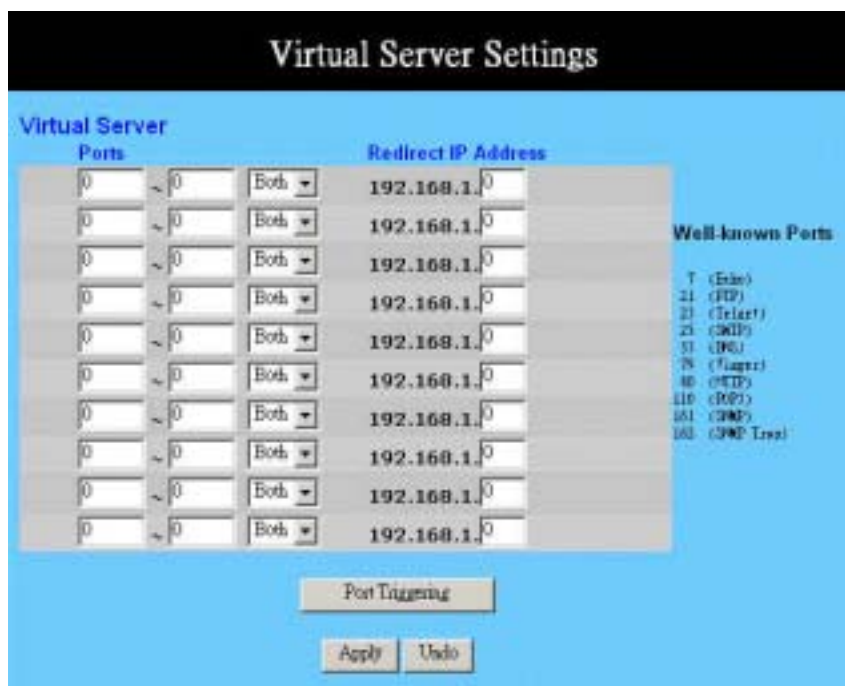 Virtual Server Settings
Virtual Server
Ports Redirect IP Address
0 ~ 0 Both 192.168.1. 0
0 ~ 0 Both 192.168.1. 0
0 ~ 0 Both 192.168.1. 0
0 ~ 0 Both 192.168.1. 0
0 ~ 0 Both 192.168.1. 0
0 ~ 0 Both 192.168.1. 0
0 ~ 0 Both 192.168.1. 0
0 ~ 0 Both 192.168.1. 0
0 ~ 0 Both 192.168.1. 0
0 ~ 0 Both 192.168.1. 0
Well-known Ports
7 (Echo)
21 (FTP)
23 (Telnet)
25 (SMTP)
53 (DNS)
79 (Finger)
80 (HTTP)
110 (POP3)
161 (SNMP)
162 (SNMP Trap)
Port Triggering
Apply Undo